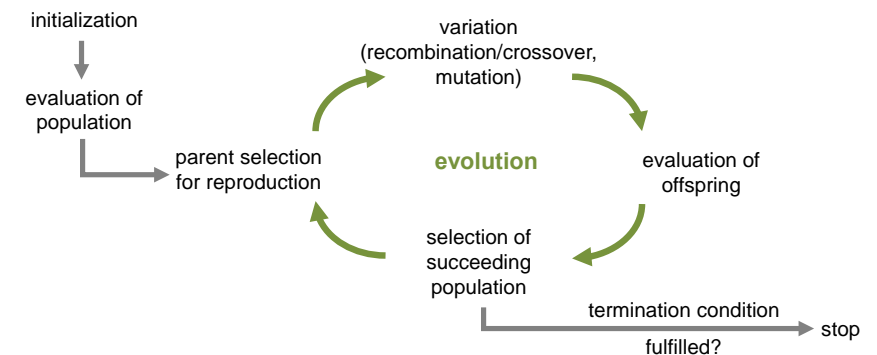 initialization
evaluation of
population
parent selection
for reproduction
variation
(recombination/crossover,
mutation)
evolution
evaluation of
offspring
selection of
succeeding
population
termination condition
fulfilled?
stop